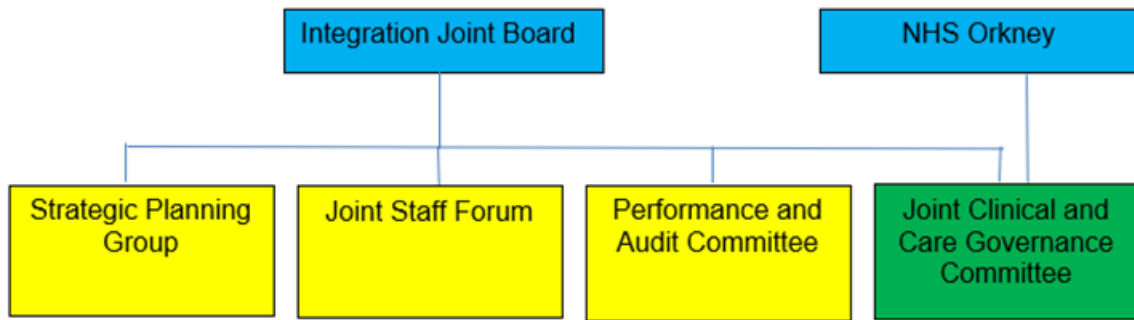 Integration Joint Board
NHS Orkney
Strategic Planning
Group
Joint Staff Forum
Performance and
Audit Committee
Joint Clinical and
Care Governance
Committee